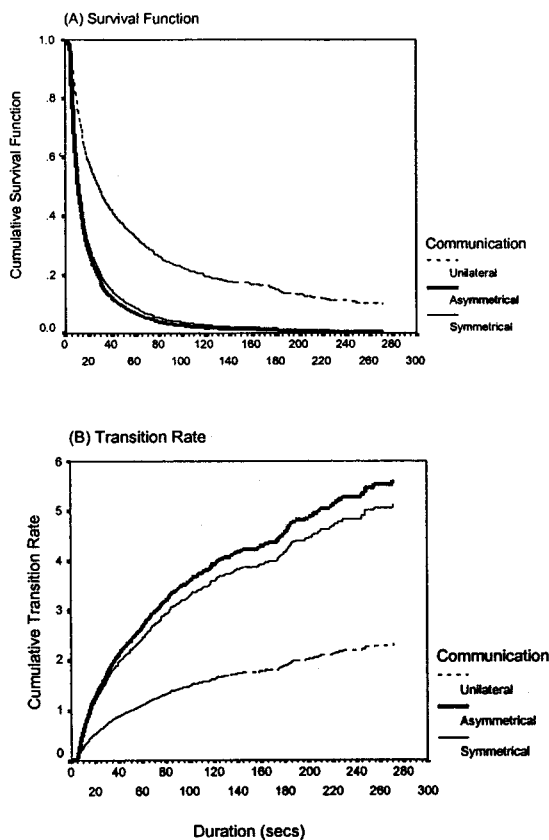 (A) Survival Function
1.0
.8
.6
.4
.2
0.0
Cumulative Survival Function
0 40 80 120 160 200 240 280
20 60 100 140 180 220 260 300
Communication
Unilateral
Asymmetrical
Symmetrical
(B) Transition Rate
6
5
4
3
2
1
0
Cumulative Transition Rate
0 40 80 120 160 200 240 280
20 60 100 140 180 220 260 300
Communication
Unilateral
Asymmetrical
Symmetrical
Duration (secs)